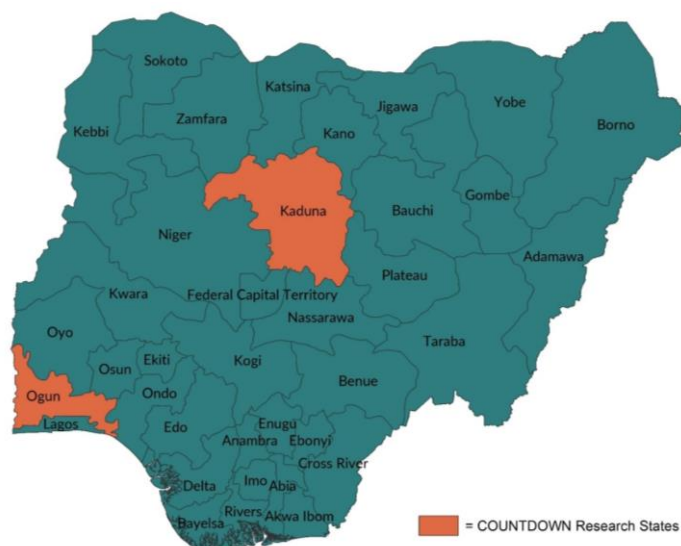 Sokoto
Katsina
Jigawa
Yobe
Borno
Kebbi
Zamfara
Kano
Kaduna
Bauchi
Gombe
Niger
Adamawa
Plateau
Kwara
Federal Capital Territory
Nassarawa
Oyo
Taraba
Osun
Ekiti
Kogi
Benue
Ogun
Ondo
Lagos
Edo
Enugu
Anambra
Ebonyi
Cross River
Delta
Imo
Abia
Bayelsa
Rivers
Akwa Ibom
= COUNTDOWN Research States